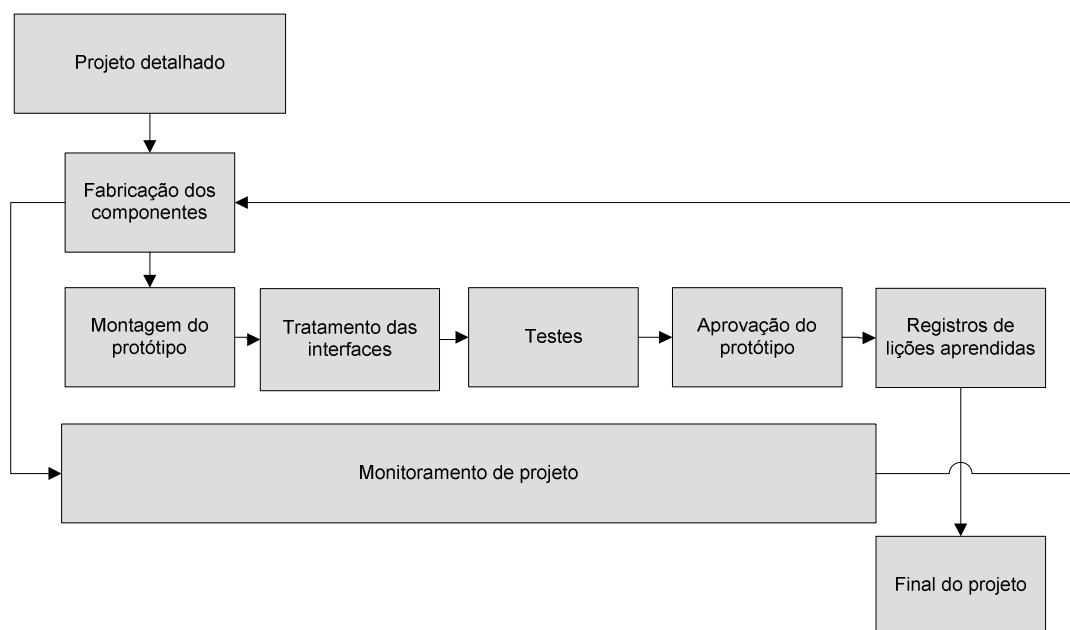 Projeto detalhado
Fabricação dos
componentes
Montagem do
protótipo
Tratamento das
interfaces
Testes
Aprovação do
protótipo
Registros de
lições aprendidas
Monitoramento de projeto
Final do projeto